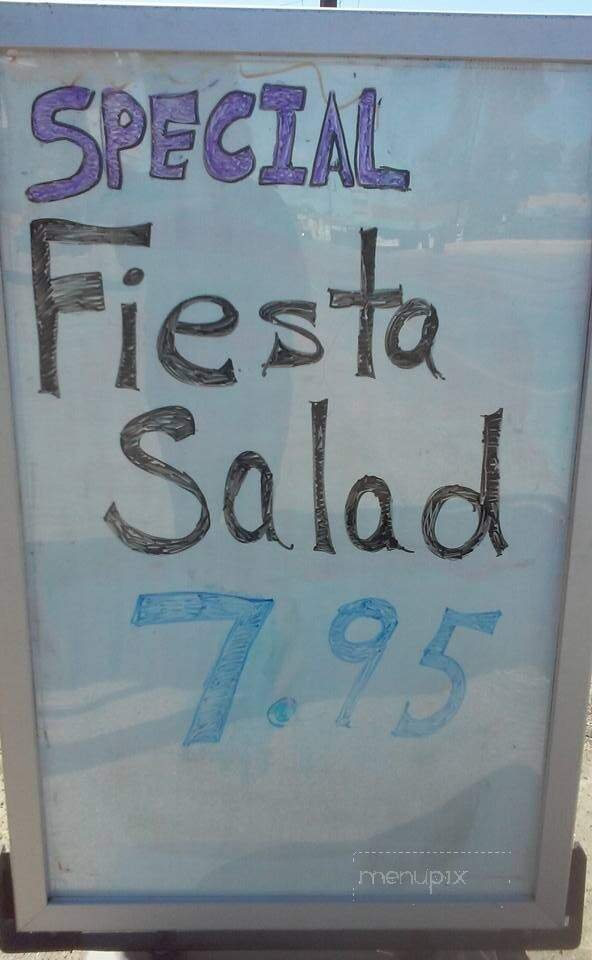 SPECIAL
Fiesta
Salad
7.95
menupix